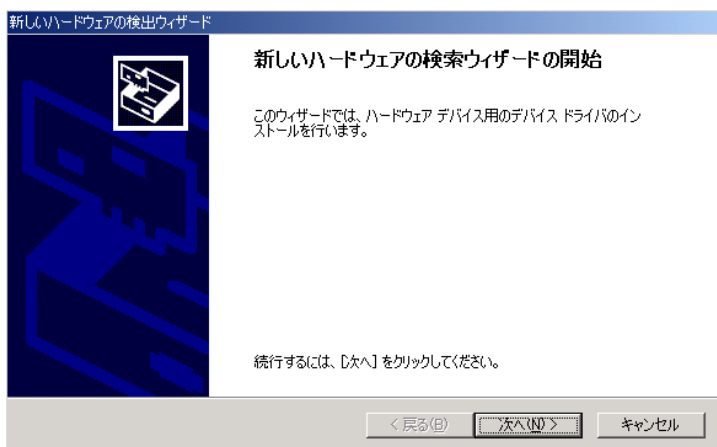 新しいハードウェアの検出ウィザード
新しいハードウェアの検索ウィザードの開始
このウィザードでは、ハードウェア デバイス用のデバイス ドライバのイン
ストールを行います。
続行するには、[次へ] をクリックしてください。
< 戻る(B)
次へ(N) >
キャンセル